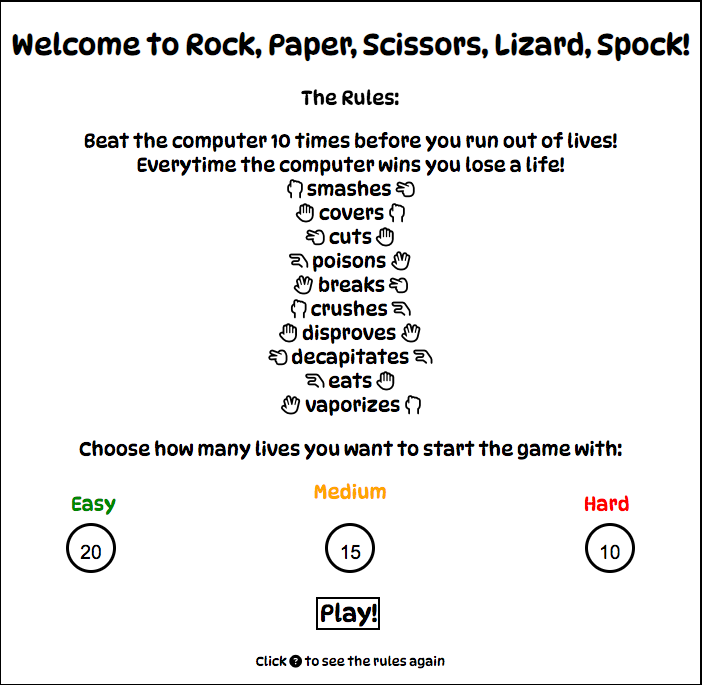 Welcome to Rock, Paper, Scissors, Lizard, Spock!
The Rules:
Beat the computer 10 times before you run out of lives!
Everytime the computer wins you lose a life!
smashes
covers
cuts
poisons
breaks
crushes
disproves
decapitates
eats
vaporizes
Choose how many lives you want to start the game with:
Easy Medium Hard
20 15 10
Play!
Click ? to see the rules again